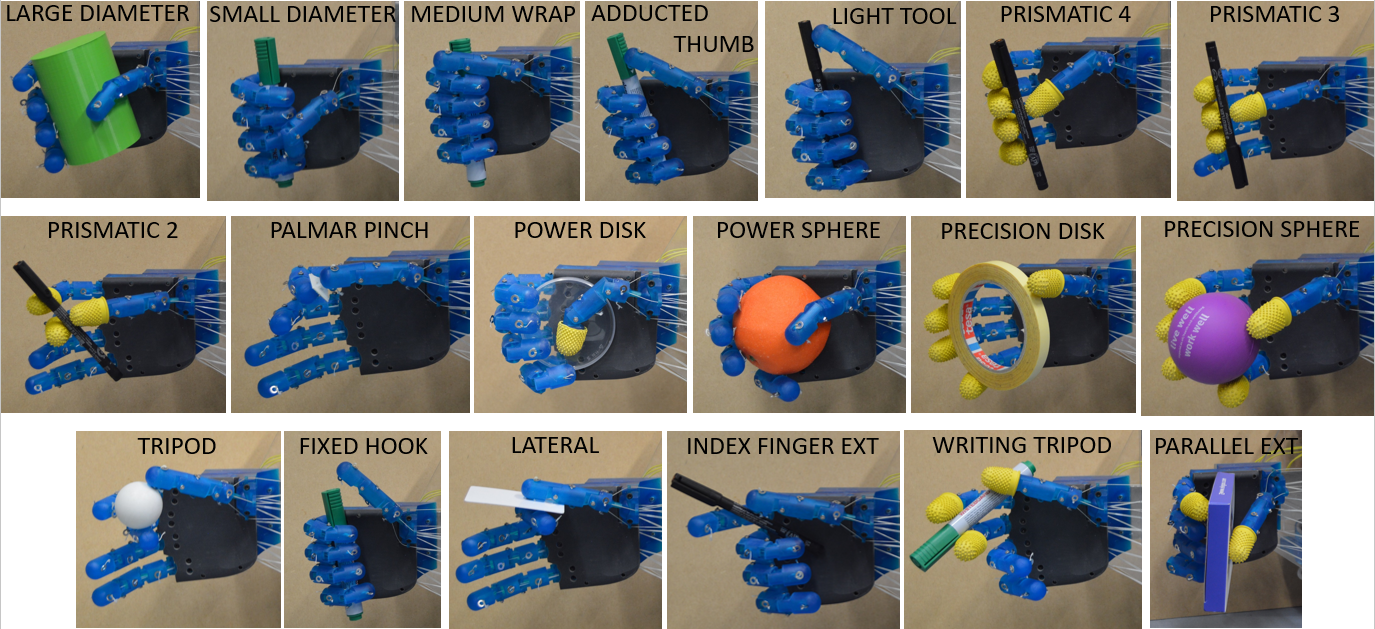 LARGE DIAMETER
SMALL DIAMETER
MEDIUM WRAP
ADDUCTED
THUMB
LIGHT TOOL
PRISMATIC 4
PRISMATIC 3
PRISMATIC 2
PALMAR PINCH
POWER DISK
POWER SPHERE
PRECISION DISK
PRECISION SPHERE
live well
work well
TRIPOD
FIXED HOOK
LATERAL
INDEX FINGER EXT
WRITING TRIPOD
PARALLEL EXT